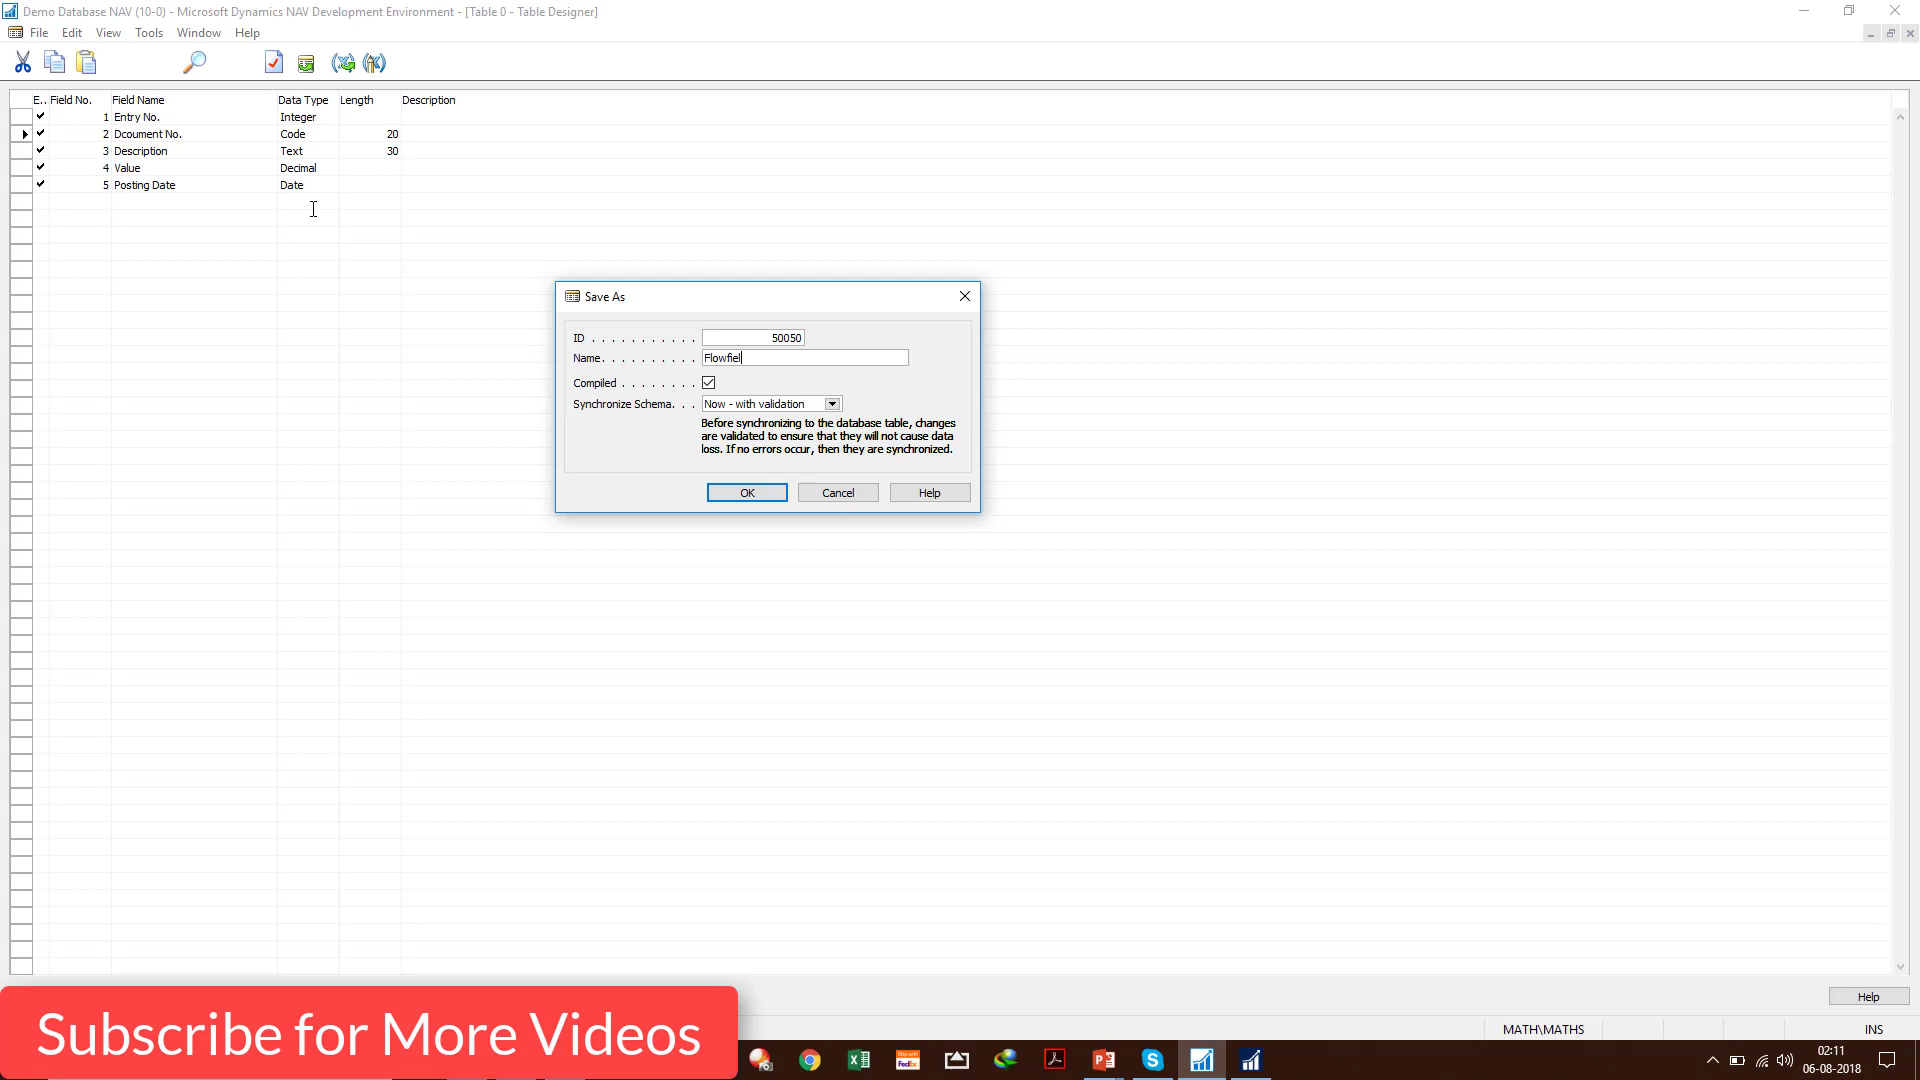 Demo Database NAV (10-0) - Microsoft Dynamics NAV Development Environment - [Table 0 - Table Designer]
File Edit View Tools Window Help
E.. Field No. Field Name Data Type Length Description
1 Entry No. Integer
2 Dcoument No. Code 20
3 Description Text 30
4 Value Decimal
5 Posting Date Date
Save As
ID . . . . . . . . . . . 50050
Name. . . . . . . . . . Flowfiel
Compiled . . . . . . . .
Synchronize Schema. . . Now - with validation
Before synchronizing to the database table, changes
are validated to ensure that they will not cause data
loss. If no errors occur, then they are synchronized.
OK Cancel Help
Help
Subscribe for More Videos
MATH\MATHS INS
FedEx
02:11
06-08-2018